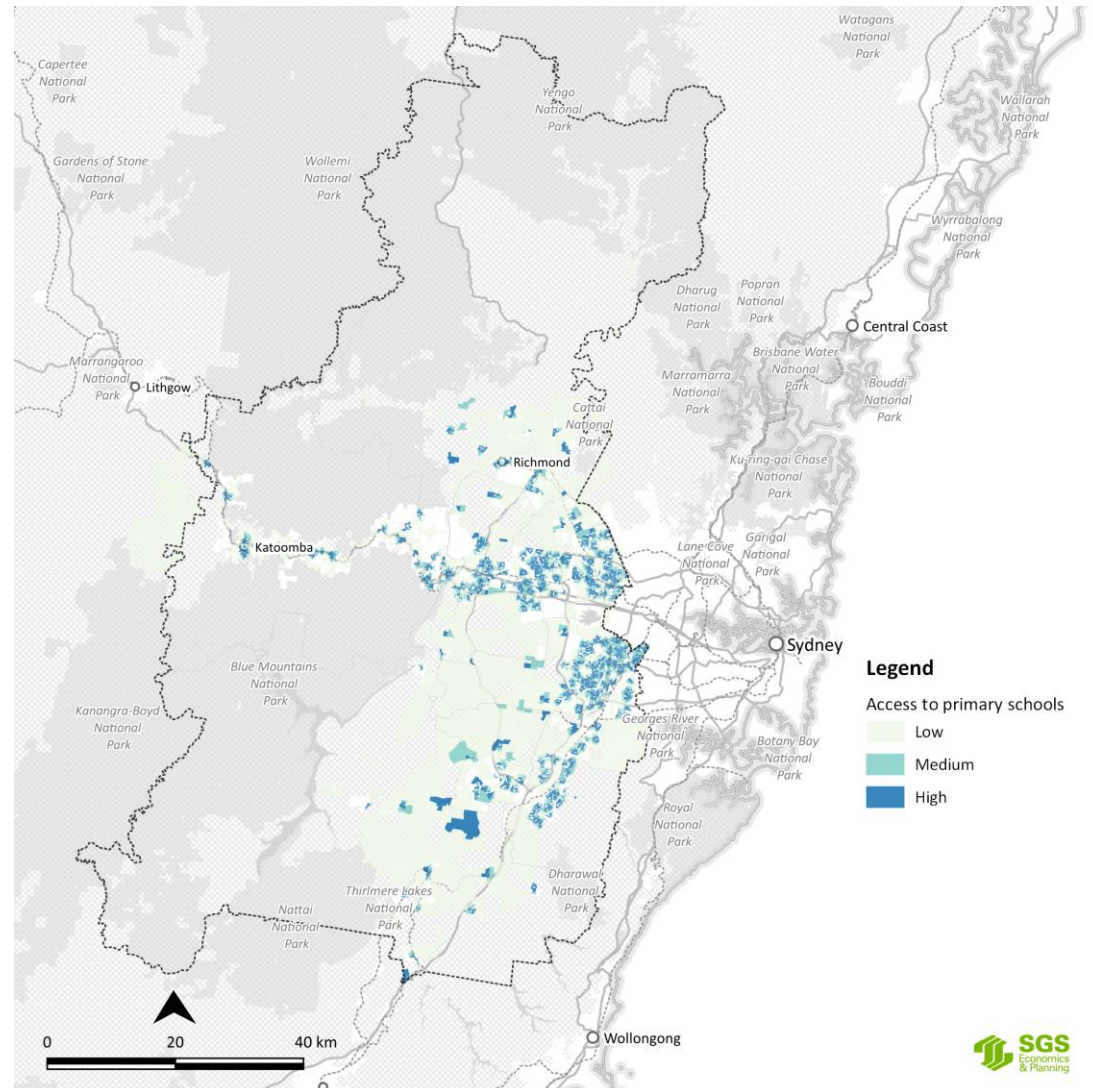 Watagans
National
Park
Capertee
National
Park
Yengo
National
Park
Wallarah
National
Park
Gardens of Stone
National
Park
Wollemi
National
Park
Wyrrabalong
National
Park
Dharug
National
Park
Popran
National
Park
Central Coast
Brisbane Water
National
Park
Marrangaroo
National
Park
Lithgow
Marramarra
National
Park
Bouddi
National
Park
Cattai
National
Park
Richmond
Ku-ring-gai Chase
National
Park
Katoomba
Lane Cove
National
Park
Garigal
National
Park
Sydney
Blue Mountains
National
Park
Legend
Access to primary schools
Low
Medium
High
Kanangra-Boyd
National
Park
Georges River
National
Park
Botany Bay
National
Park
Royal
National
Park
Dharawal
National
Park
Thirlmere Lakes
National
Park
Nattai
National
Park
0 20 40 km
Wollongong
SGS
Economics
& Planning